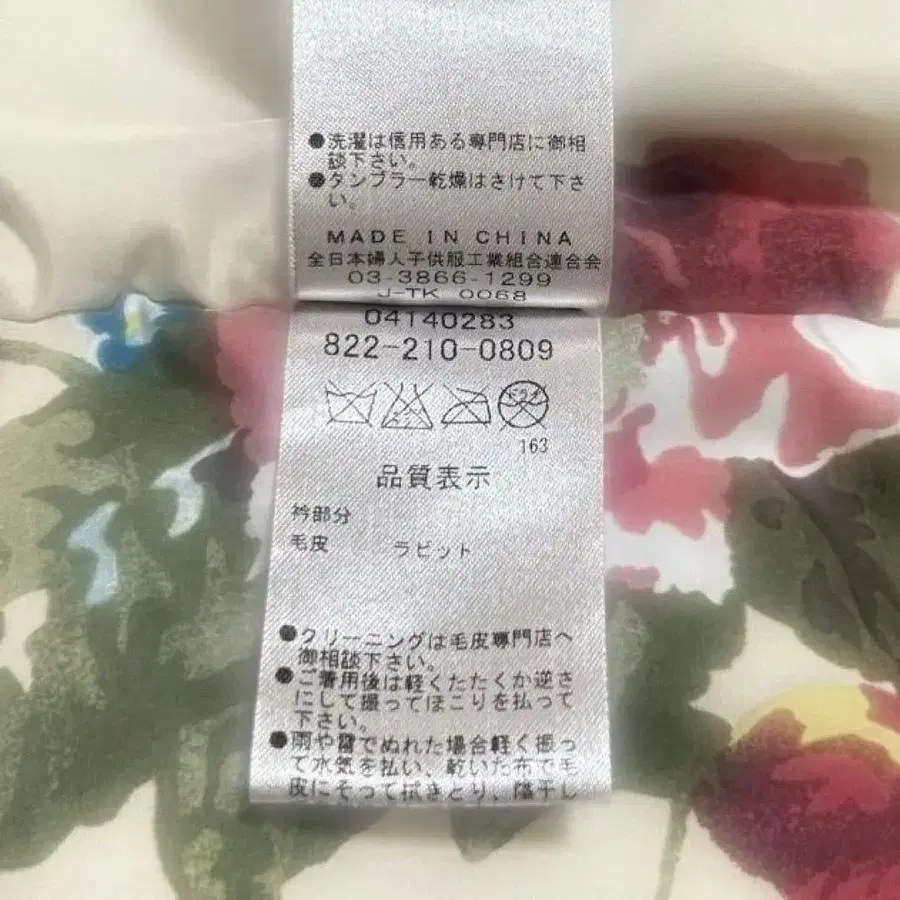 ●洗濯は信用ある専門店に御相
談下さい。
●タンブラー乾燥はさけて下さ
い。
MADE IN CHINA
全日本婦人子供服工業組合連合会
03-3866-1299
J-TK 0068
04140283
822-210-0809
ドライ
163
品質表示
衿部分
毛皮 ラビット
●クリーニングは毛皮専門店へ
御相談下さい。
●ご着用後は軽くたたくか逆さ
にして振ってほこりを払って
下さい。
●雨や雪でぬれた場合軽く振っ
て水気を払い、乾いた布で毛
皮にそって拭きとり、陰干し